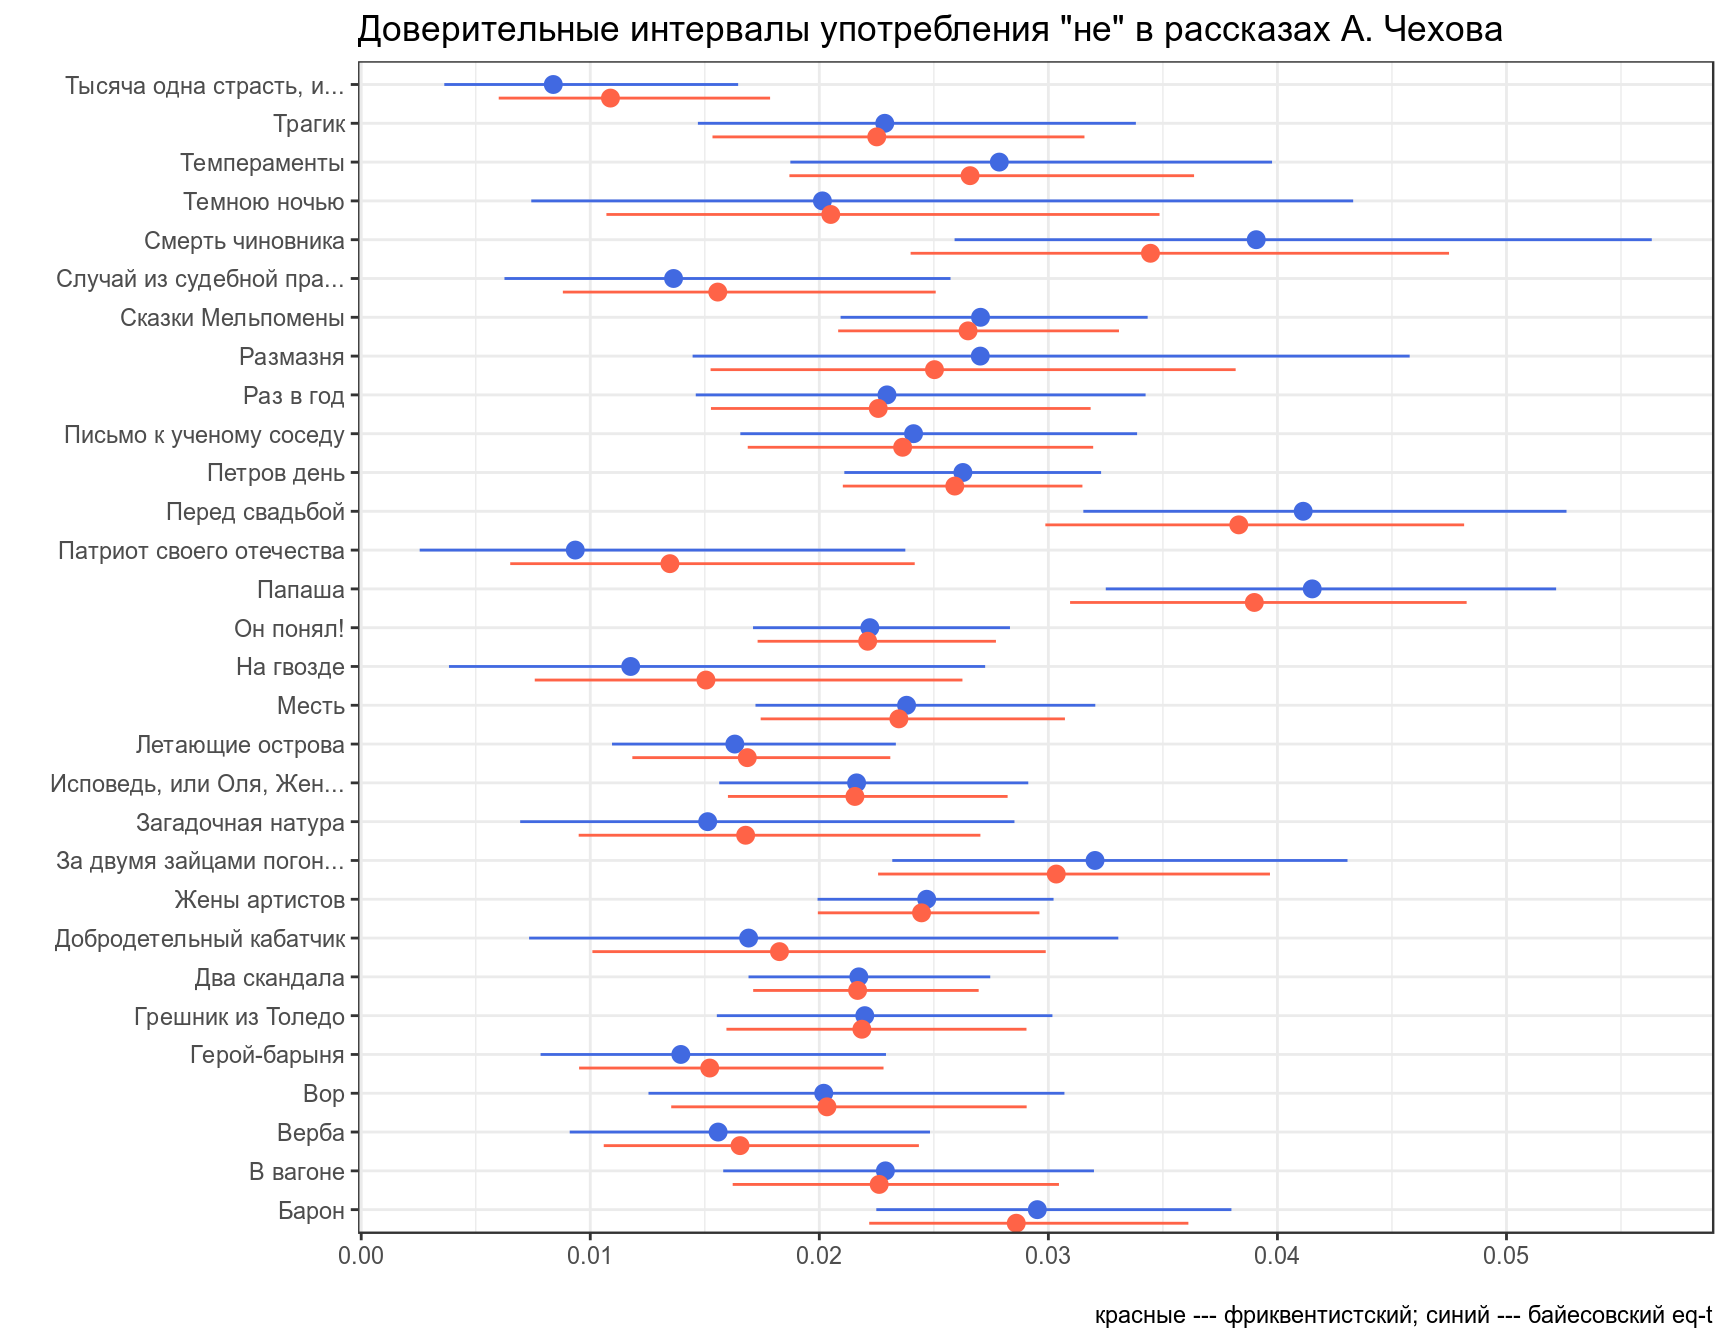 Доверительные интервалы употребления "не" в рассказах А. Чехова
Тысяча одна страсть, и...
Трагик
Темпераменты
Темною ночью
Смерть чиновника
Случай из судебной пра...
Сказки Мельпомены
Размазня
Раз в год
Письмо к ученому соседу
Петров день
Перед свадьбой
Патриот своего отечества
Папаша
Он понял!
На гвозде
Месть
Летающие острова
Исповедь, или Оля, Жен...
Загадочная натура
За двумя зайцами погон...
Жены артистов
Добродетельный кабатчик
Два скандала
Грешник из Толедо
Герой-барыня
Вор
Верба
В вагоне
Барон
0.00 0.01 0.02 0.03 0.04 0.05
красные --- фриквентистский; синий --- байесовский eq-t